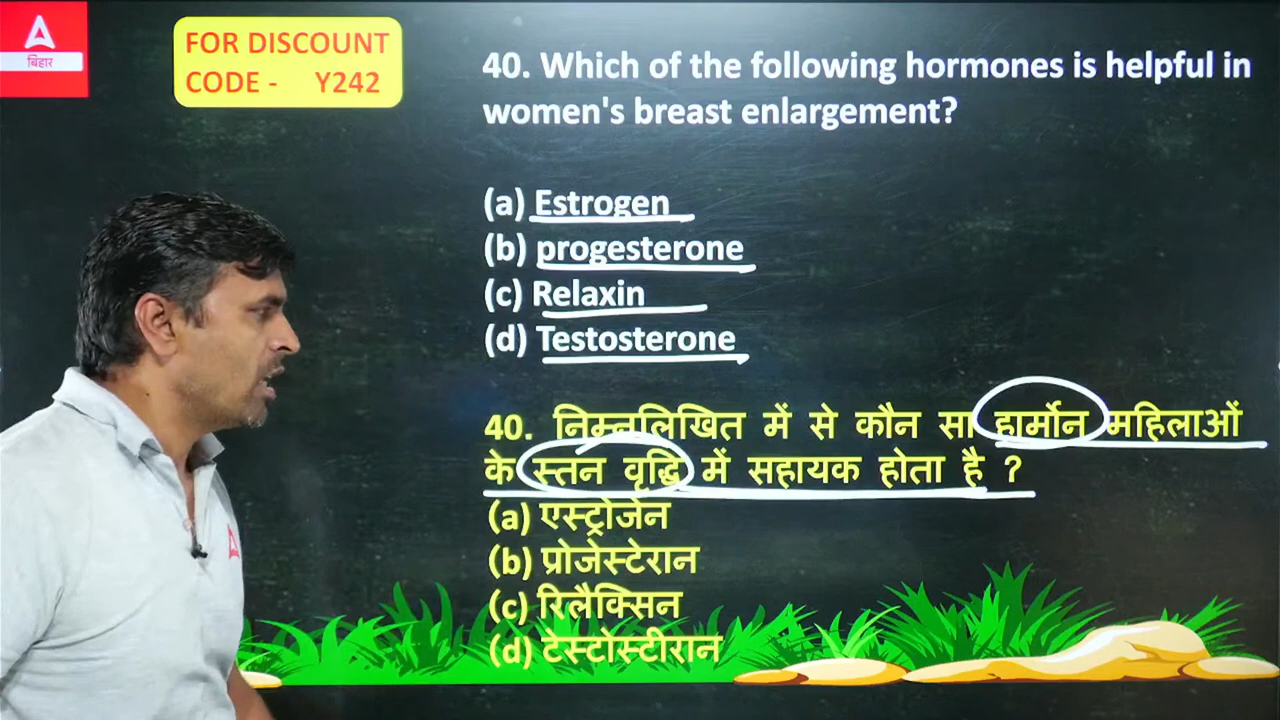 बिहार
FOR DISCOUNT
CODE - Y242
40. Which of the following hormones is helpful in
women's breast enlargement?
(a) Estrogen
(b) progesterone
(c) Relaxin
(d) Testosterone
40. निम्नलिखित में से कौन सा हार्मोन महिलाओं
के स्तन वृद्धि में सहायक होता है ?
(a) एस्ट्रोजेन
(b) प्रोजेस्टेरान
(c) रिलैक्सिन
(d) टेस्टोस्टीरान